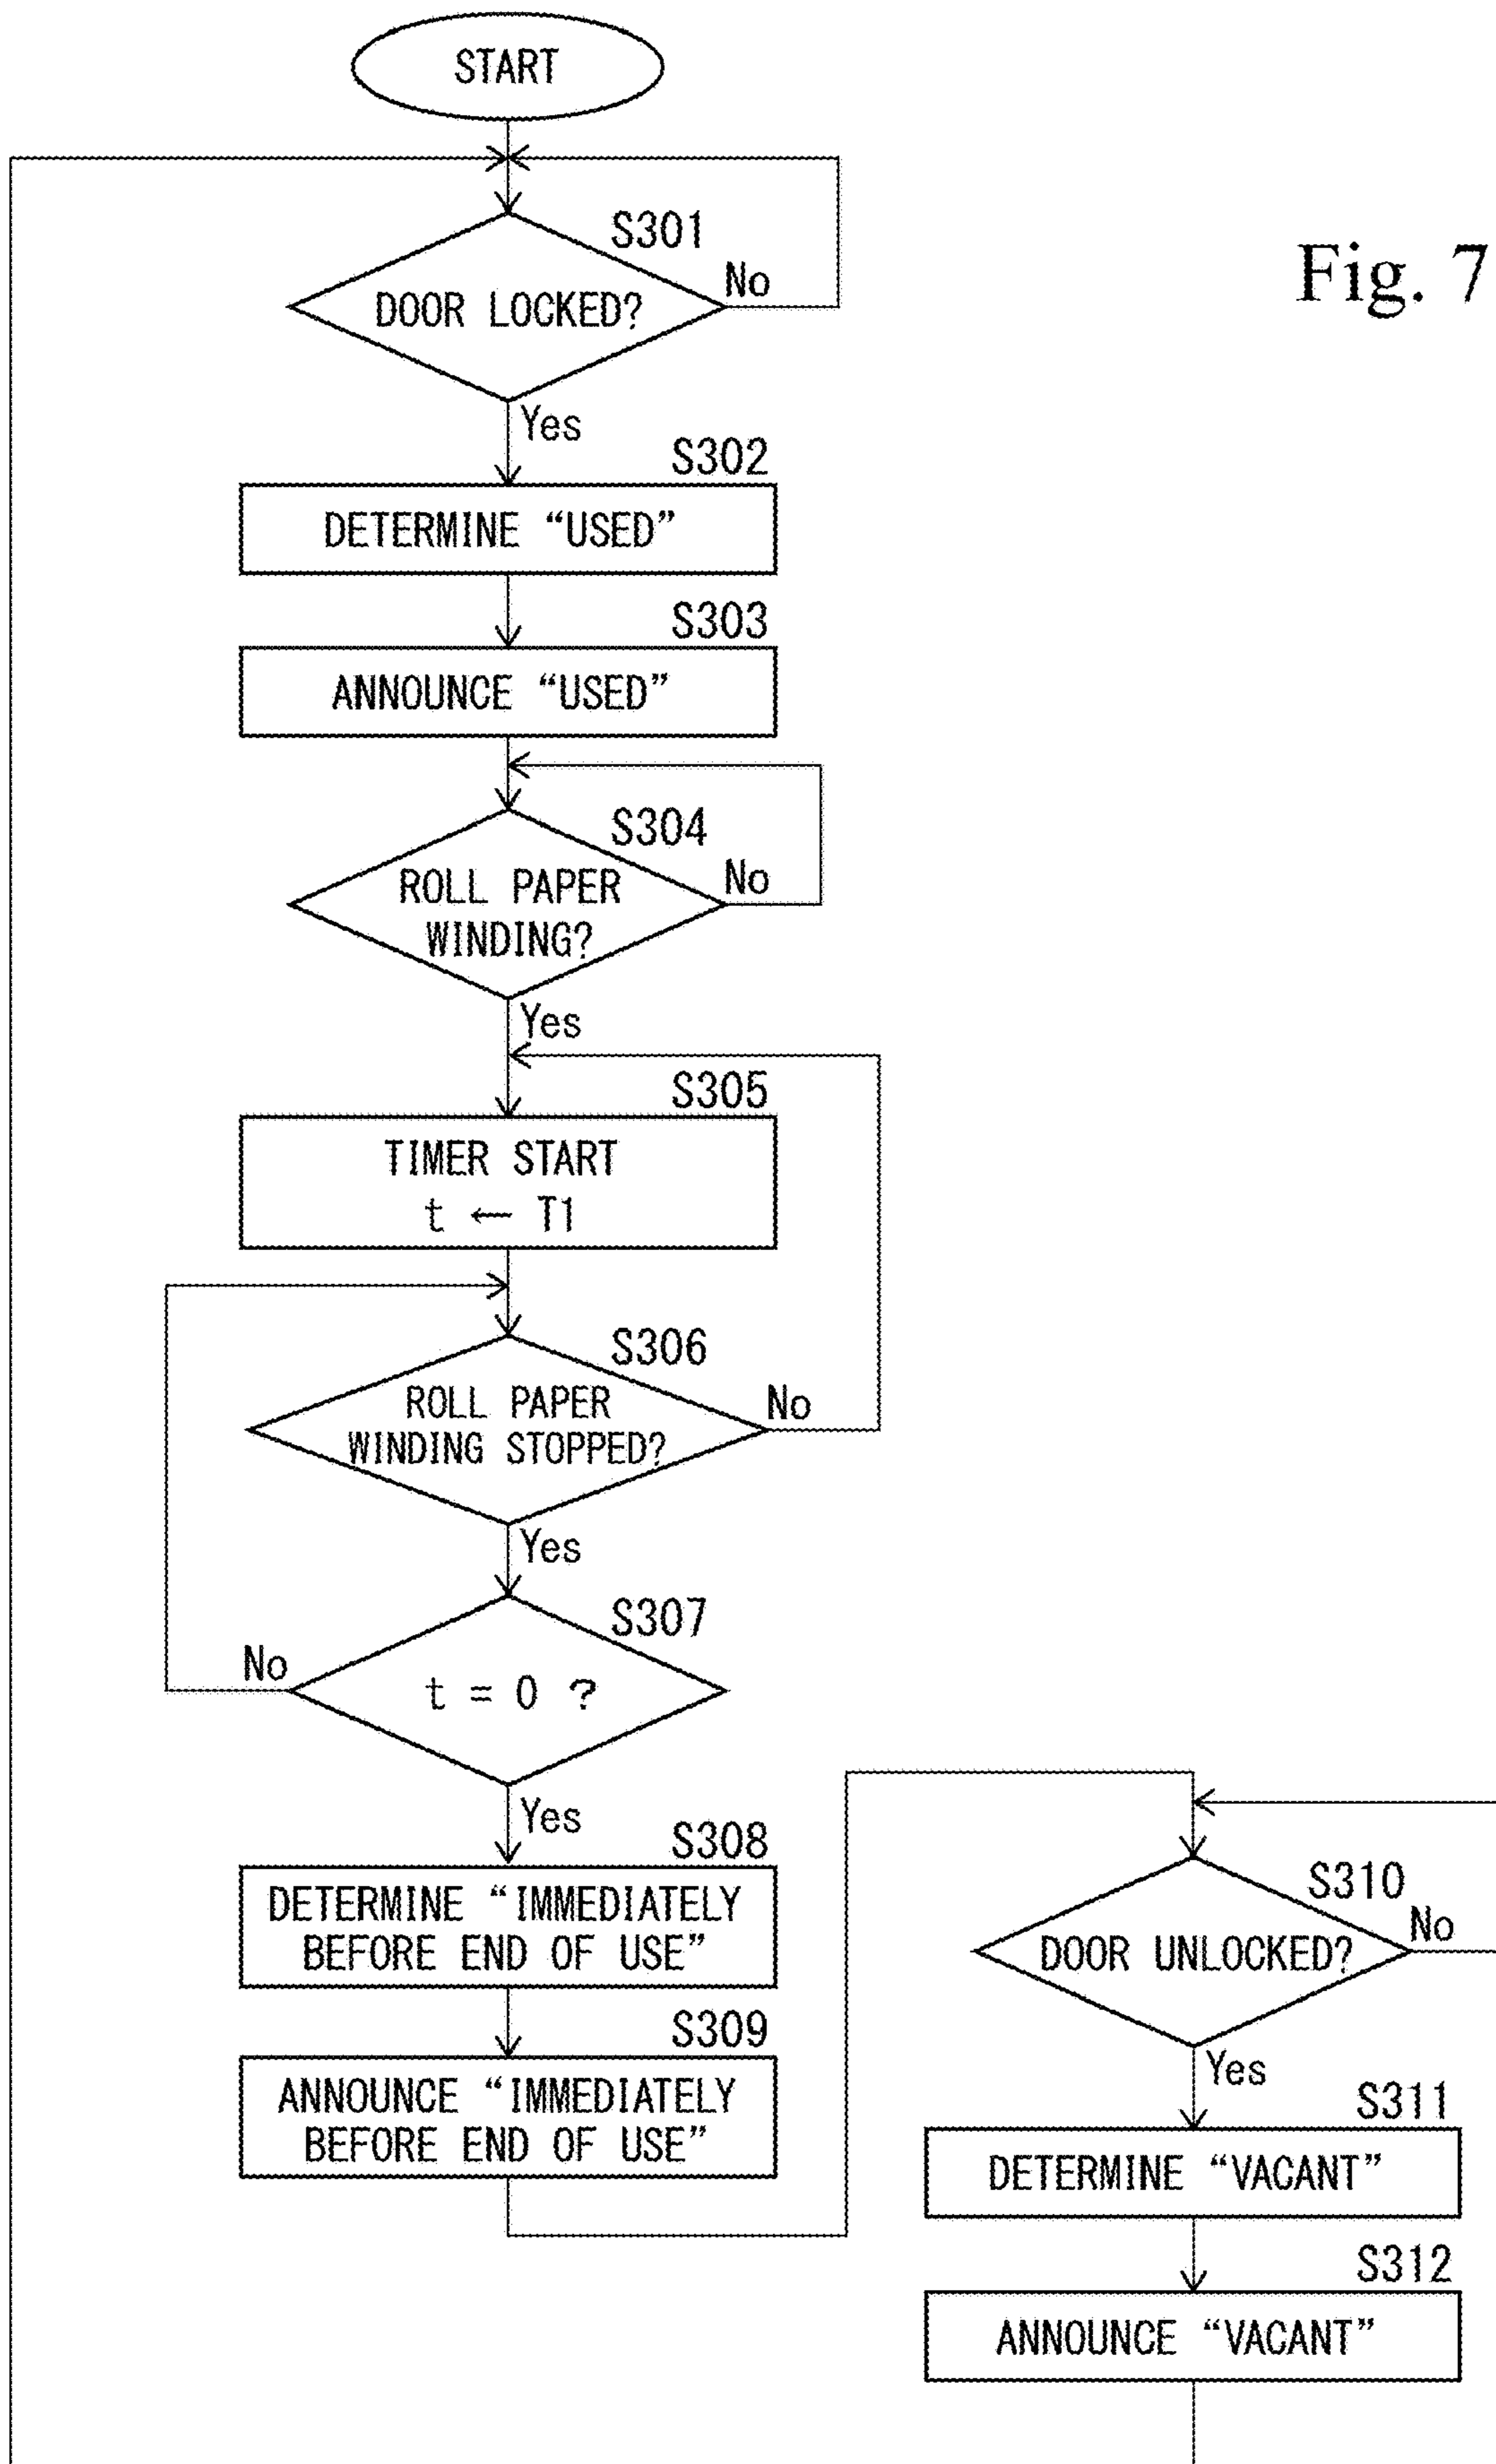 START
Fig. 7
S301
DOOR LOCKED?
No
Yes
S302
DETERMINE “USED”
S303
ANNOUNCE “USED”
S304
ROLL PAPER
WINDING?
No
Yes
S305
TIMER START
t ← T1
S306
ROLL PAPER
WINDING STOPPED?
No
Yes
S307
t = 0 ?
No
Yes
S308
DETERMINE “IMMEDIATELY
BEFORE END OF USE”
S309
ANNOUNCE “IMMEDIATELY
BEFORE END OF USE”
S310
DOOR UNLOCKED?
No
Yes
S311
DETERMINE “VACANT”
S312
ANNOUNCE “VACANT”